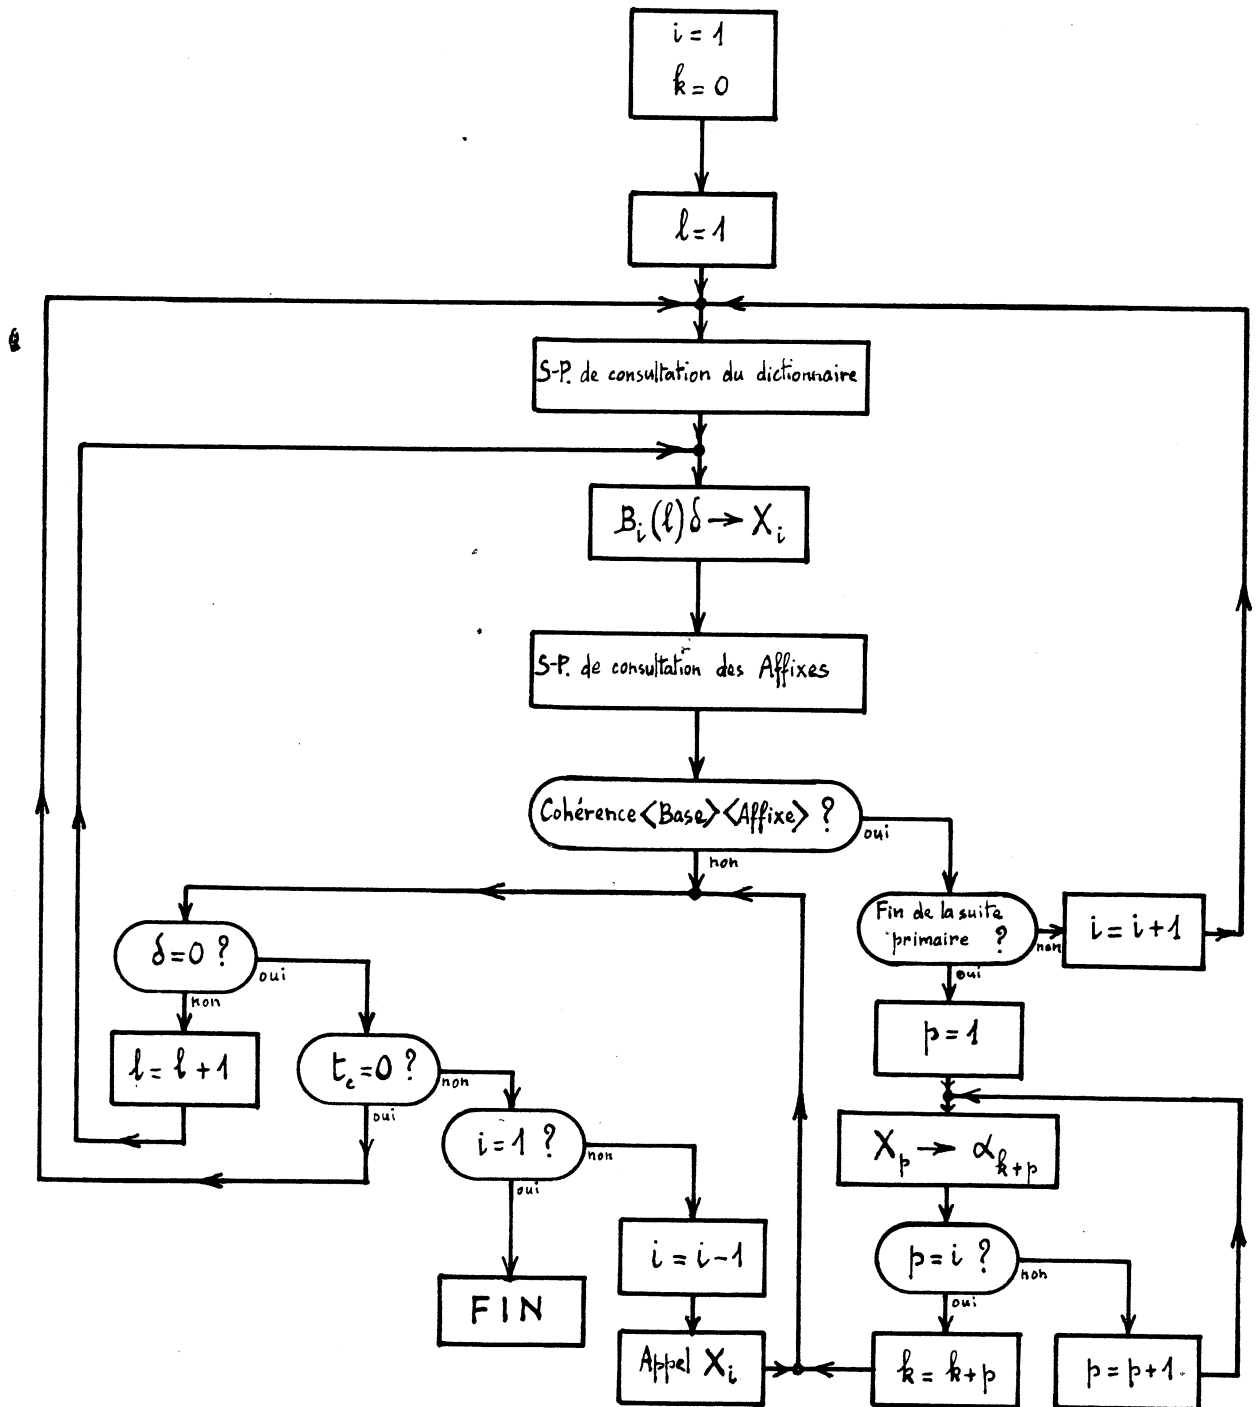 i = 1
k = 0
l = 1
S-P. de consultation du dictionnaire
B_i(l)δ → X_i
S-P. de consultation des Affixes
Cohérence <Base> <Affixe> ?
oui
non
Fin de la suite
primaire ?
non
oui
i = i + 1
δ = 0 ?
oui
non
p = 1
l = l + 1
t_c = 0 ?
non
oui
X_p → α_{k+p}
i = 1 ?
non
oui
i = i - 1
p = i ?
non
oui
FIN
Appel X_i
k = k + p
p = p + 1